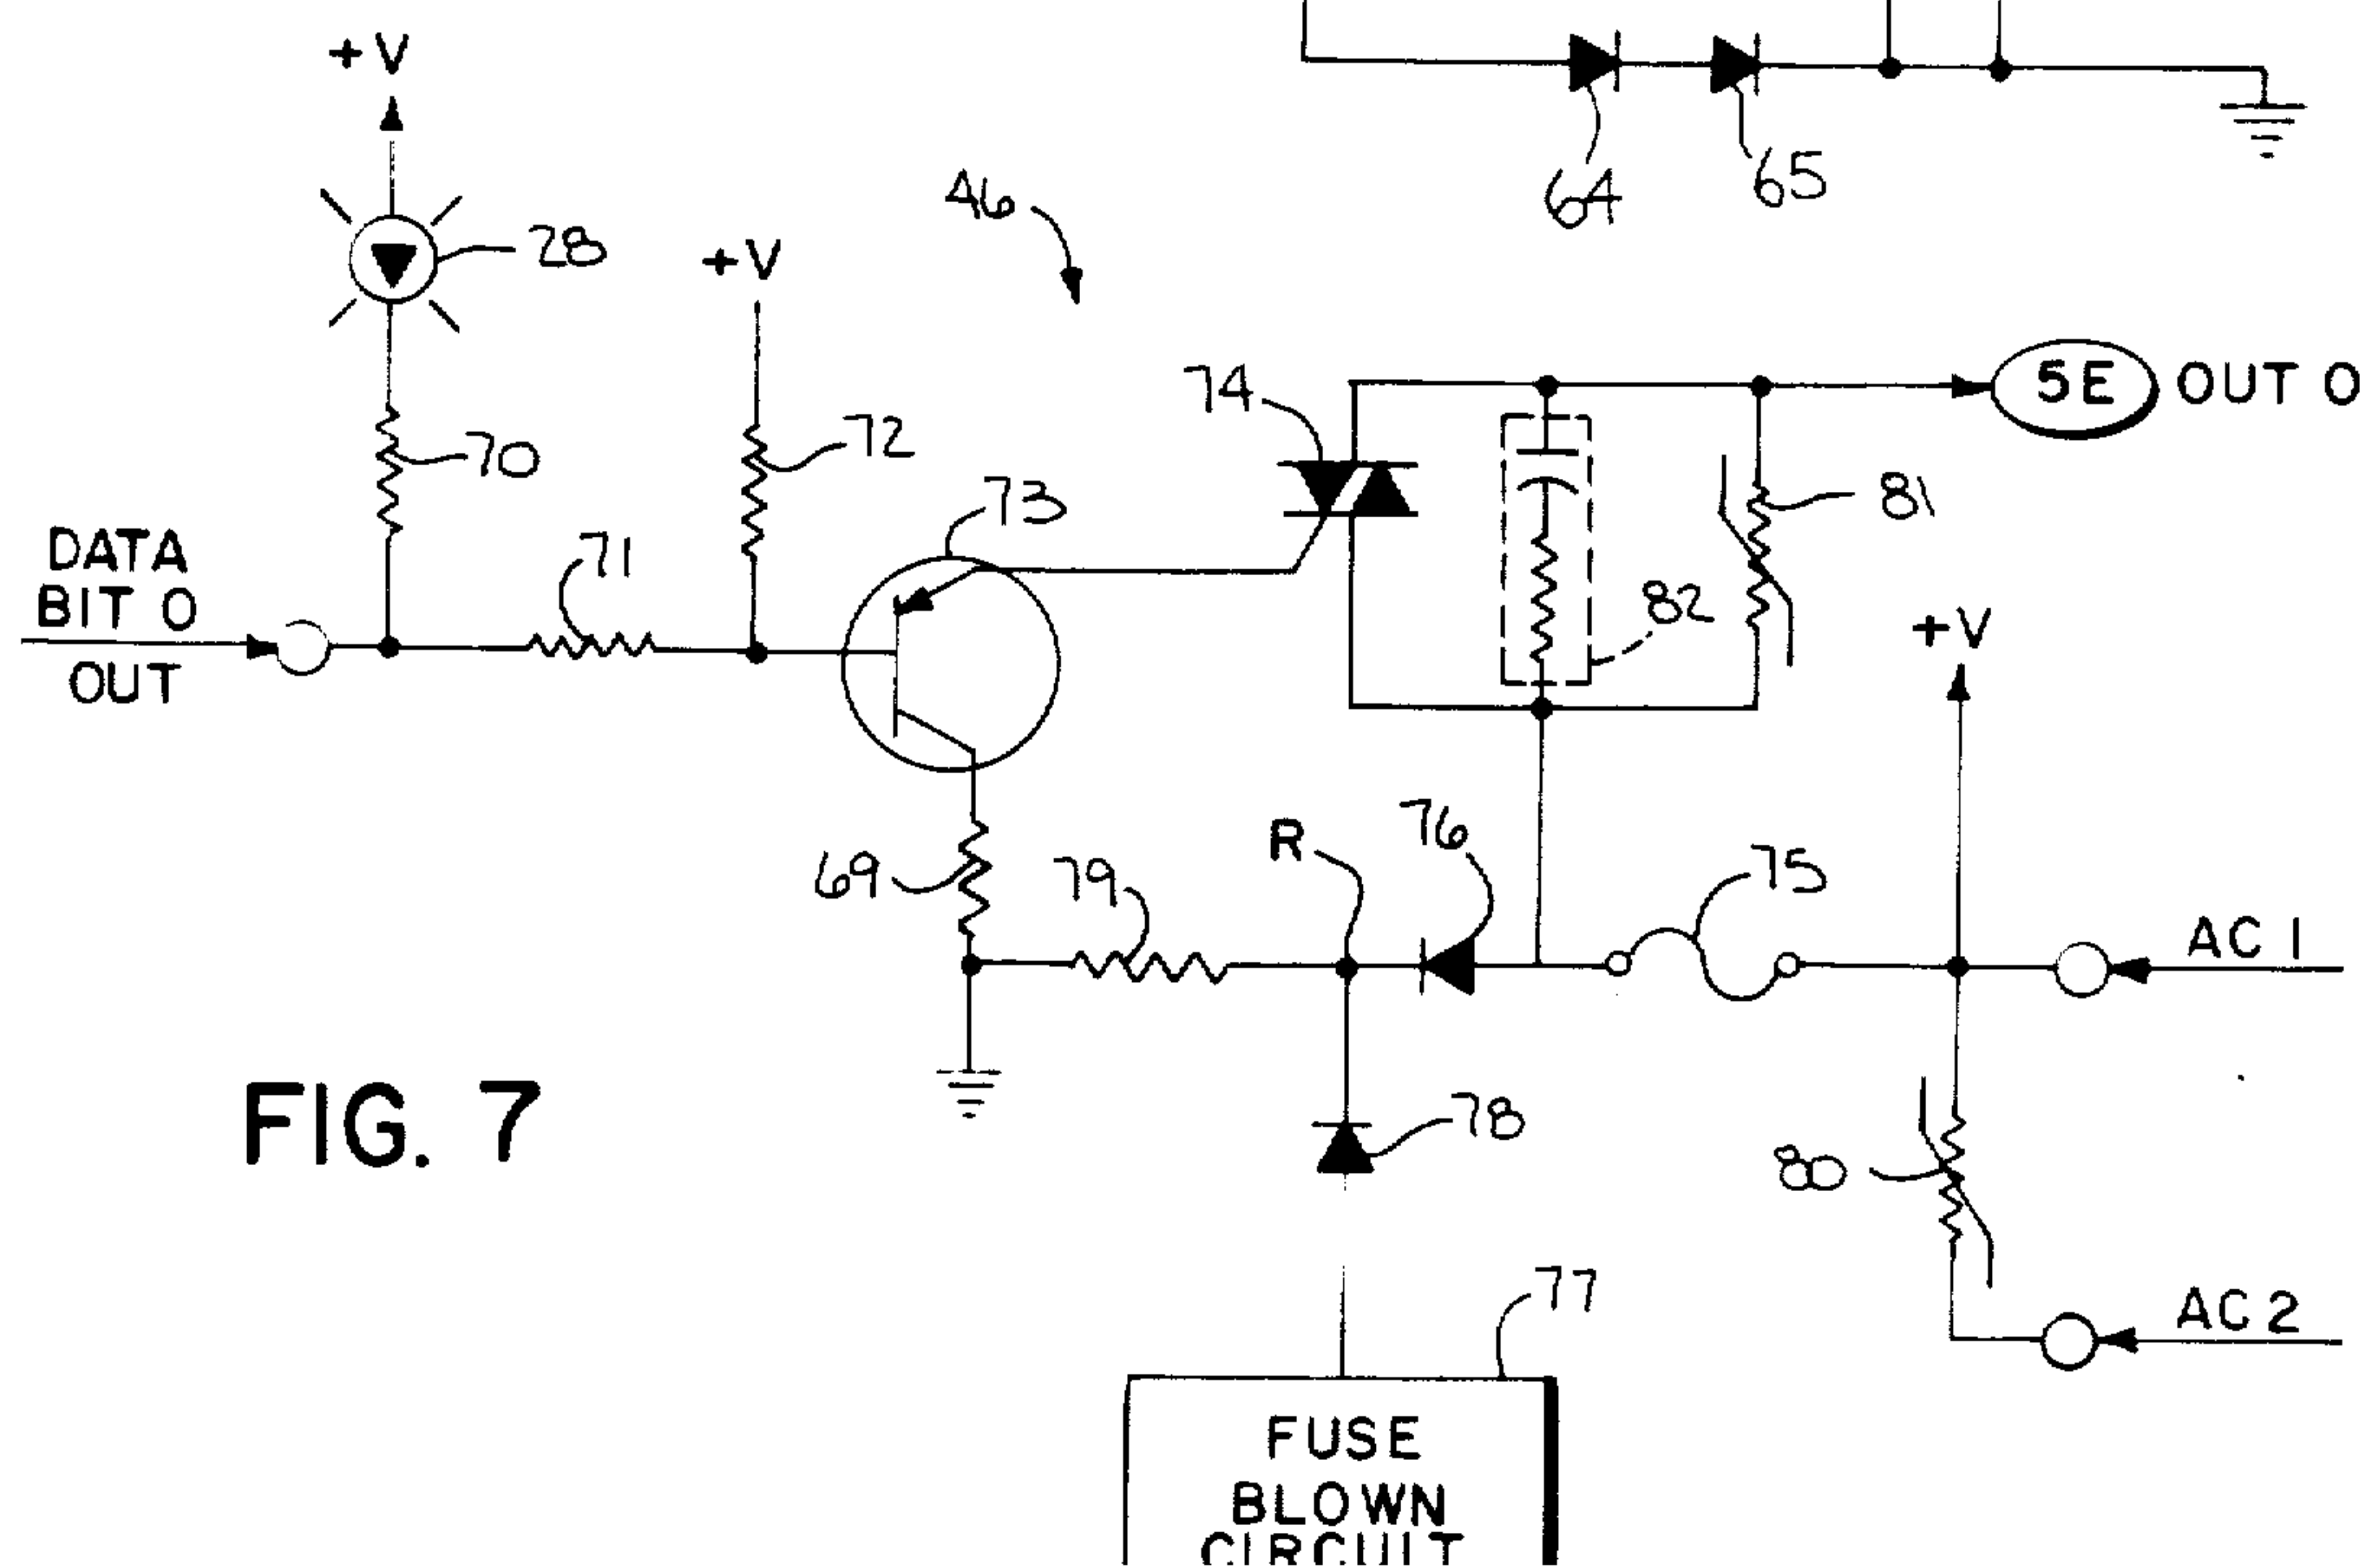 +V
64
65
46
28
+V
74
SE OUT 0
72
70
73
81
71
DATA
BIT 0
OUT
82
+V
76
R
75
79
69
AC 1
FIG. 7
78
80
77
AC 2
FUSE
BLOWN
CIRCUIT